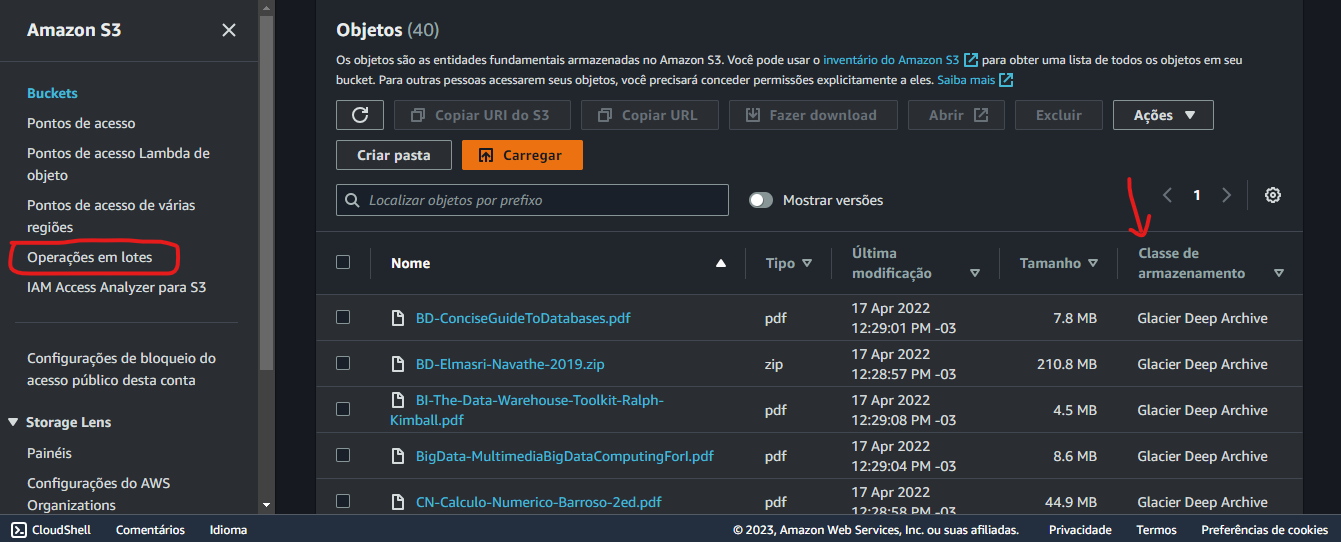 Amazon S3
Buckets
Pontos de acesso
Pontos de acesso Lambda de
objeto
Pontos de acesso de várias
regiões
Operações em lotes
IAM Access Analyzer para S3
Configurações de bloqueio do
acesso público desta conta
Storage Lens
Painéis
Configurações do AWS
Organizations
Objetos (40)
Os objetos são as entidades fundamentais armazenadas no Amazon S3. Você pode usar o inventário do Amazon S3 para obter uma lista de todos os objetos em seu
bucket. Para outras pessoas acessarem seus objetos, você precisará conceder permissões explicitamente a eles. Saiba mais
Copiar URI do S3 Copiar URL Fazer download Abrir Excluir Ações
Criar pasta Carregar
Localizar objetos por prefixo Mostrar versões 1
Nome Tipo Última modificação Tamanho Classe de armazenamento
BD-ConciseGuideToDatabases.pdf pdf 17 Apr 2022 12:29:01 PM -03 7.8 MB Glacier Deep Archive
BD-Elmasri-Navathe-2019.zip zip 17 Apr 2022 12:28:57 PM -03 210.8 MB Glacier Deep Archive
BI-The-Data-Warehouse-Toolkit-Ralph-Kimball.pdf pdf 17 Apr 2022 12:29:08 PM -03 4.5 MB Glacier Deep Archive
BigData-MultimediaBigDataComputingForI.pdf pdf 17 Apr 2022 12:29:04 PM -03 8.6 MB Glacier Deep Archive
CN-Calculo-Numerico-Barroso-2ed.pdf pdf 17 Apr 2022 12:28:58 PM -03 44.9 MB Glacier Deep Archive
CloudShell Comentários Idioma © 2023, Amazon Web Services, Inc. ou suas afiliadas. Privacidade Termos Preferências de cookies